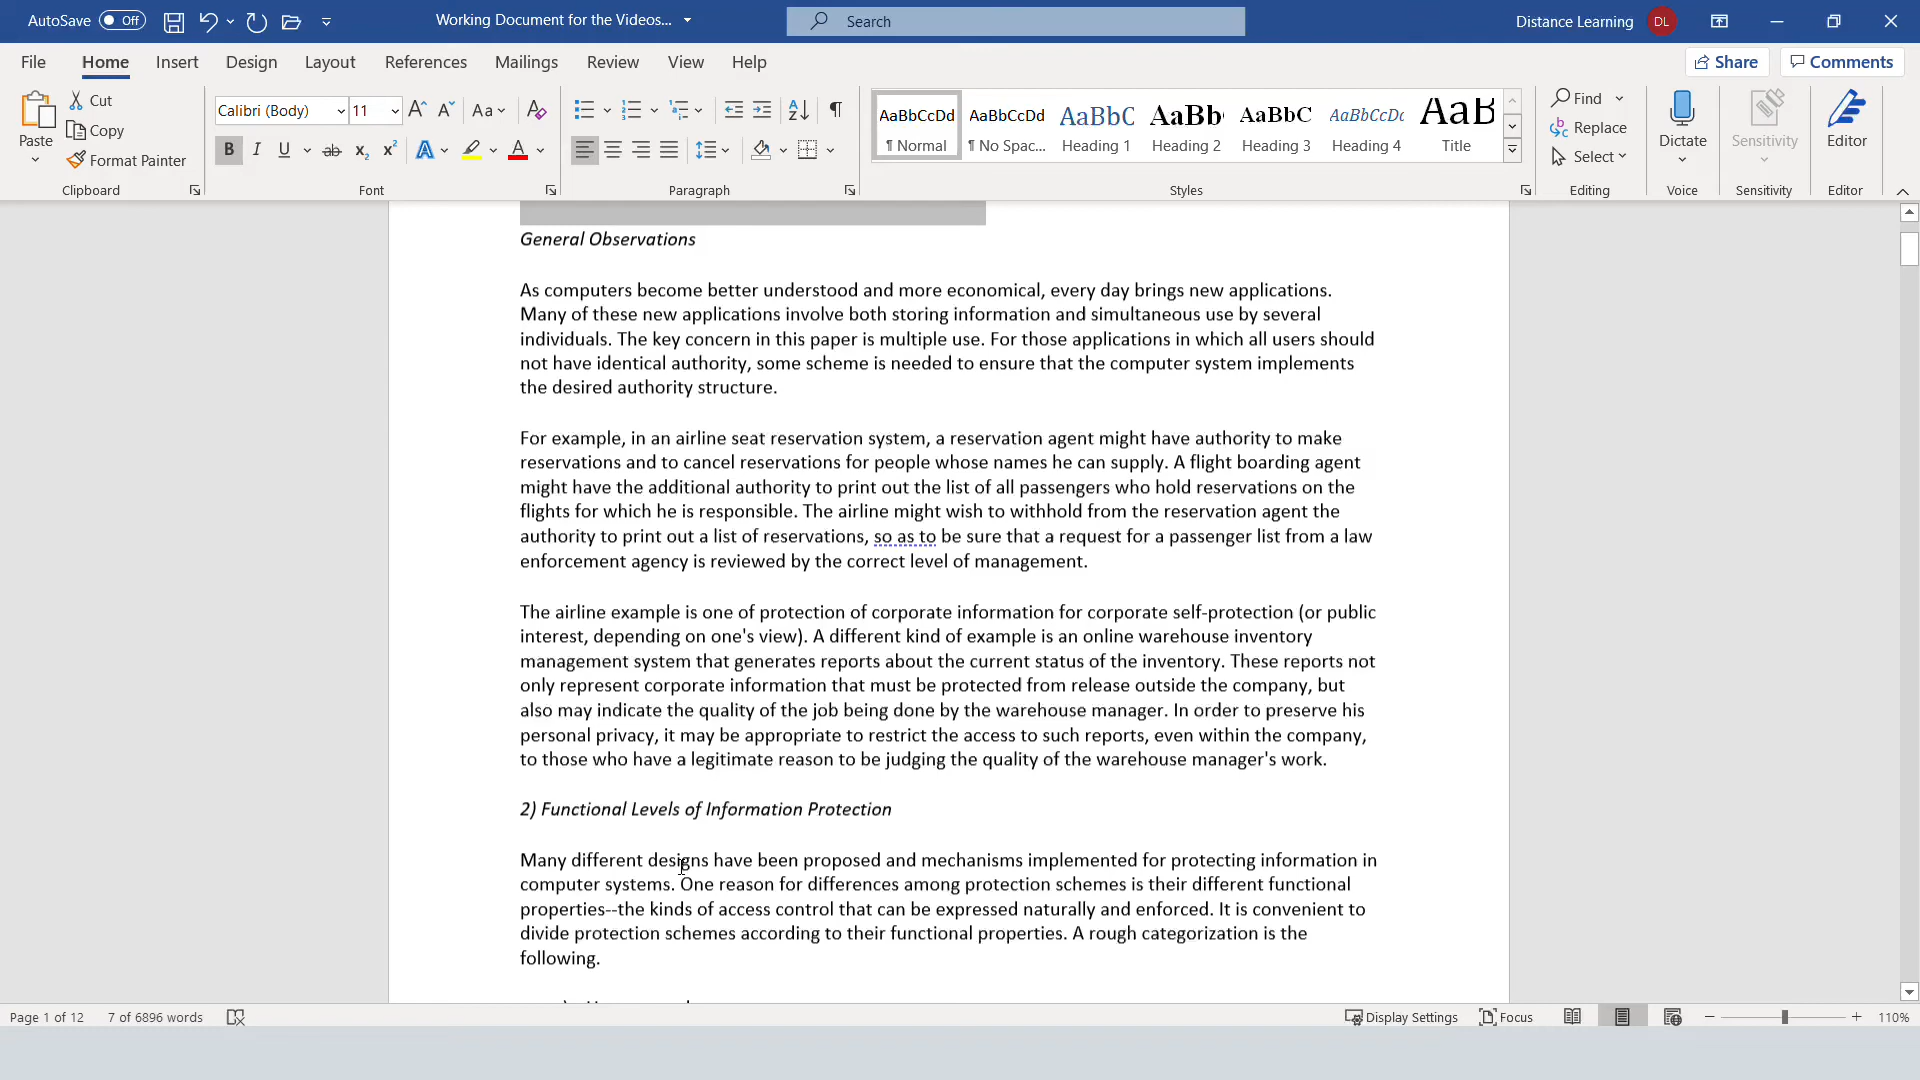 AutoSave Off
Working Document for the Videos...
Search
Distance Learning DL
File Home Insert Design Layout References Mailings Review View Help
Share Comments
Paste
Cut
Copy
Format Painter
Clipboard
Calibri (Body) 11
Font
Paragraph
AaBbCcDd AaBbCcDd AaBbC AaBb AaBbC AaBbCcDc AaB
¶ Normal ¶ No Spac... Heading 1 Heading 2 Heading 3 Heading 4 Title
Styles
Find
Replace
Select
Editing
Dictate
Voice
Sensitivity
Sensitivity
Editor
Editor
General Observations
As computers become better understood and more economical, every day brings new applications.
Many of these new applications involve both storing information and simultaneous use by several
individuals. The key concern in this paper is multiple use. For those applications in which all users should
not have identical authority, some scheme is needed to ensure that the computer system implements
the desired authority structure.
For example, in an airline seat reservation system, a reservation agent might have authority to make
reservations and to cancel reservations for people whose names he can supply. A flight boarding agent
might have the additional authority to print out the list of all passengers who hold reservations on the
flights for which he is responsible. The airline might wish to withhold from the reservation agent the
authority to print out a list of reservations, so as to be sure that a request for a passenger list from a law
enforcement agency is reviewed by the correct level of management.
The airline example is one of protection of corporate information for corporate self-protection (or public
interest, depending on one's view). A different kind of example is an online warehouse inventory
management system that generates reports about the current status of the inventory. These reports not
only represent corporate information that must be protected from release outside the company, but
also may indicate the quality of the job being done by the warehouse manager. In order to preserve his
personal privacy, it may be appropriate to restrict the access to such reports, even within the company,
to those who have a legitimate reason to be judging the quality of the warehouse manager's work.
2) Functional Levels of Information Protection
Many different designs have been proposed and mechanisms implemented for protecting information in
computer systems. One reason for differences among protection schemes is their different functional
properties--the kinds of access control that can be expressed naturally and enforced. It is convenient to
divide protection schemes according to their functional properties. A rough categorization is the
following.
Page 1 of 12 7 of 6896 words
Display Settings Focus 110%